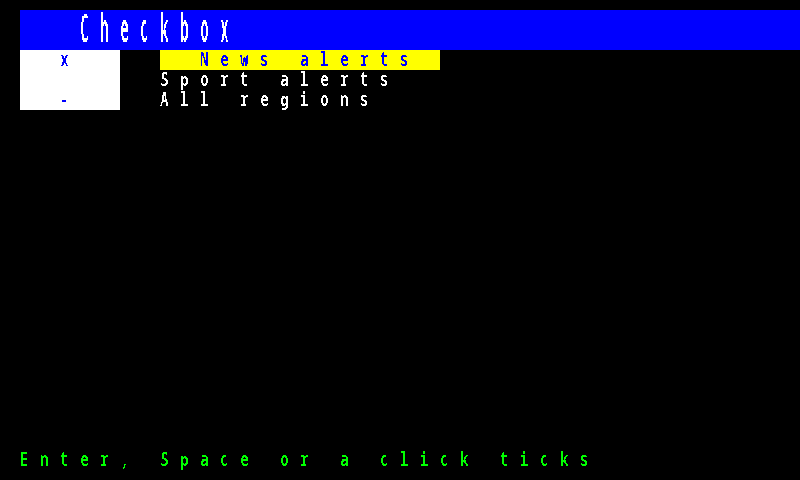 Checkbox
x News alerts
Sport alerts
- All regions
Enter, Space or a click ticks